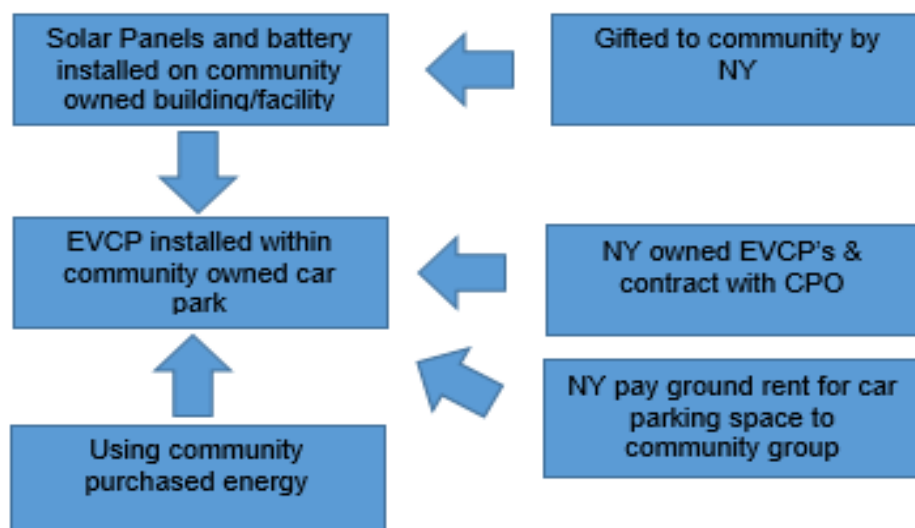 Solar Panels and battery
installed on community
owned building/facility
Gifted to community by
NY
EVCP installed within
community owned car
park
NY owned EVCP's &
contract with CPO
NY pay ground rent for car
parking space to
community group
Using community
purchased energy